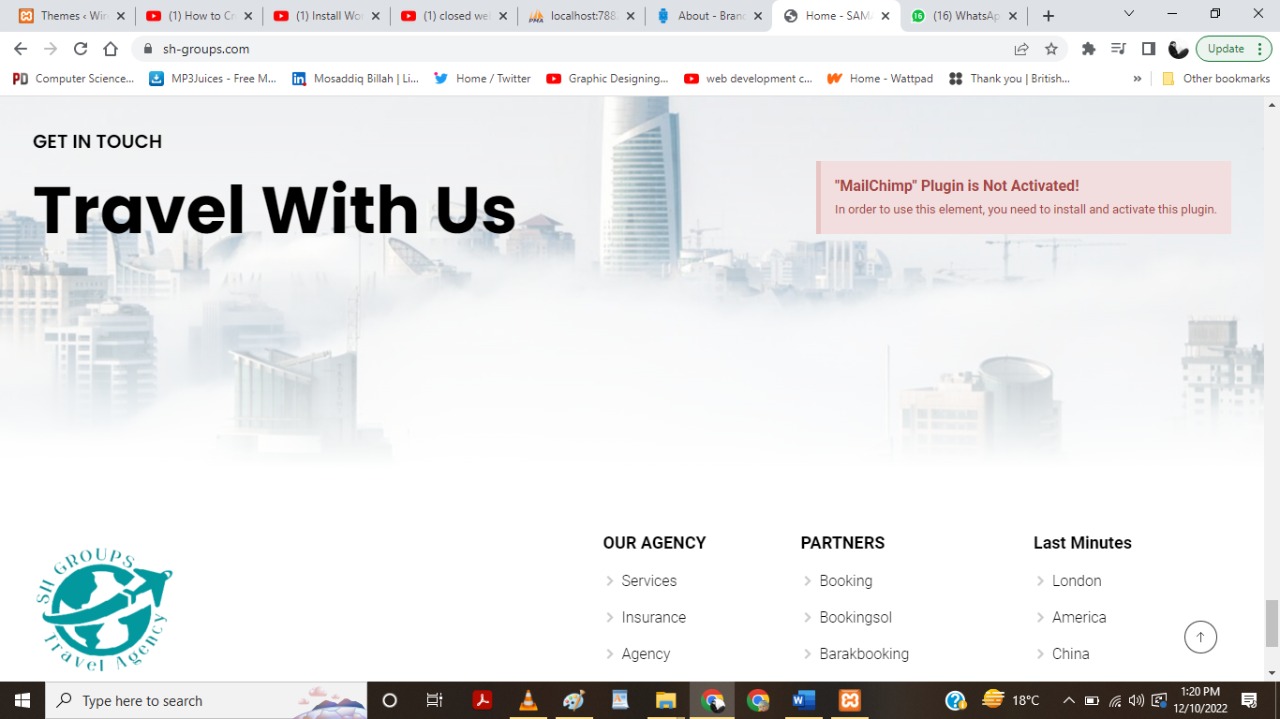 Themes ‹ Wor
(1) How to Cr
(1) Install Wo
(1) closed wel
localhost:788
About - Branc
Home - SAMA
(16) WhatsAp
sh-groups.com
Update
Computer Science...
MP3Juices - Free M...
Mosaddiq Billah | Li...
Home / Twitter
Graphic Designing...
web development c...
Home - Wattpad
Thank you | British...
»
Other bookmarks
GET IN TOUCH
Travel With Us
"MailChimp" Plugin is Not Activated!
In order to use this element, you need to install and activate this plugin.
SH GROUPS
Travel Agency
OUR AGENCY
Services
Insurance
Agency
PARTNERS
Booking
Bookingsol
Barakbooking
Last Minutes
London
America
China
Type here to search
18°C
1:20 PM
12/10/2022